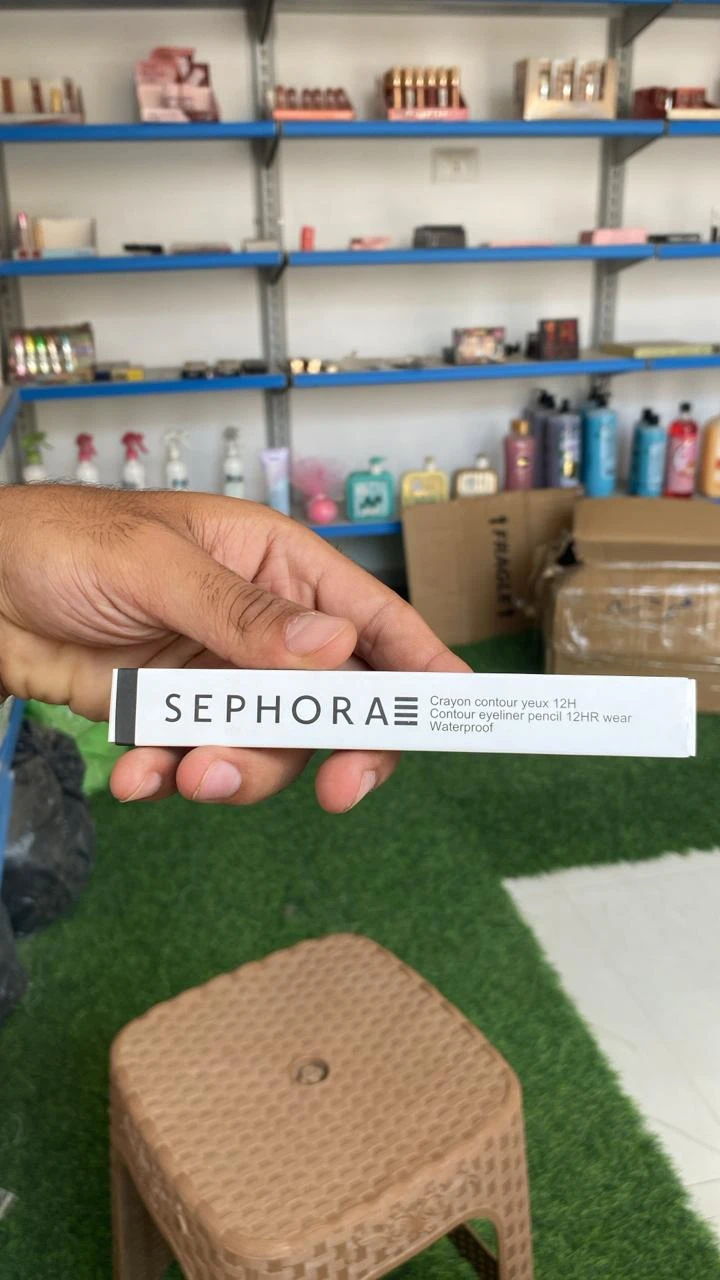 FRAGILE
SEPHORA
Crayon contour yeux 12H
Contour eyeliner pencil 12HR wear
Waterproof